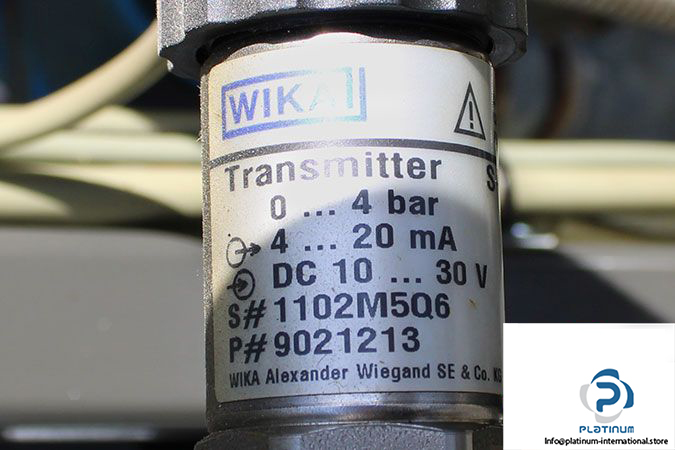 WIKA
Transmitter S
0 ... 4 bar
4 ... 20 mA
DC 10 ... 30 V
S# 1102M5Q6
P# 9021213
WIKA Alexander Wiegand SE & Co. KG
PLATINUM
Info@platinum-international.store